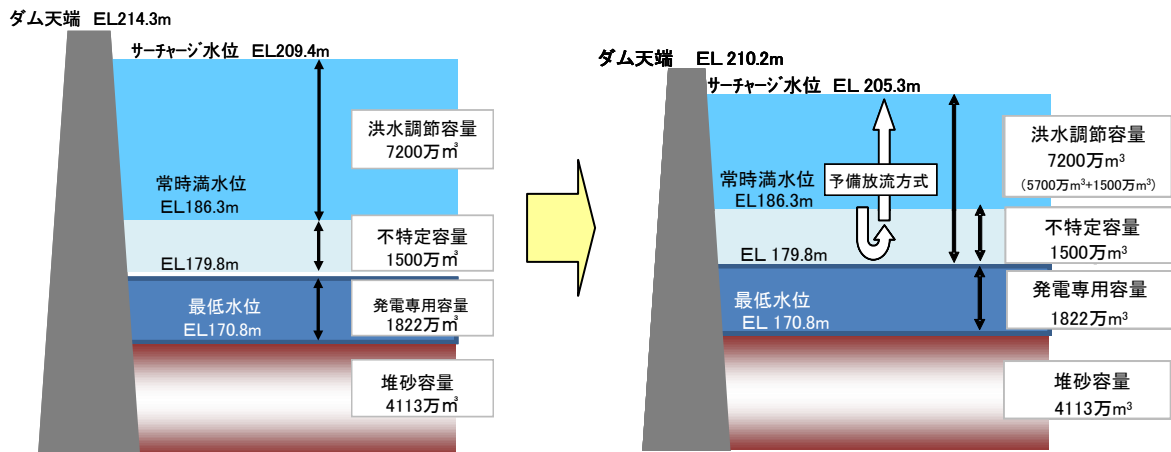 ダム天端 EL214.3m
サーチャージ水位 EL209.4m
洪水調節容量
7200万㎥
常時満水位
EL186.3m
不特定容量
1500万㎥
EL179.8m
最低水位
EL170.8m
発電専用容量
1822万㎥
堆砂容量
4113万㎥
ダム天端 EL 210.2m
サーチャージ水位 EL 205.3m
洪水調節容量
7200万m³
(5700万m³+1500万m³)
予備放流方式
常時満水位
EL186.3m
不特定容量
1500万m³
EL 179.8m
最低水位
EL 170.8m
発電専用容量
1822万m³
堆砂容量
4113万m³